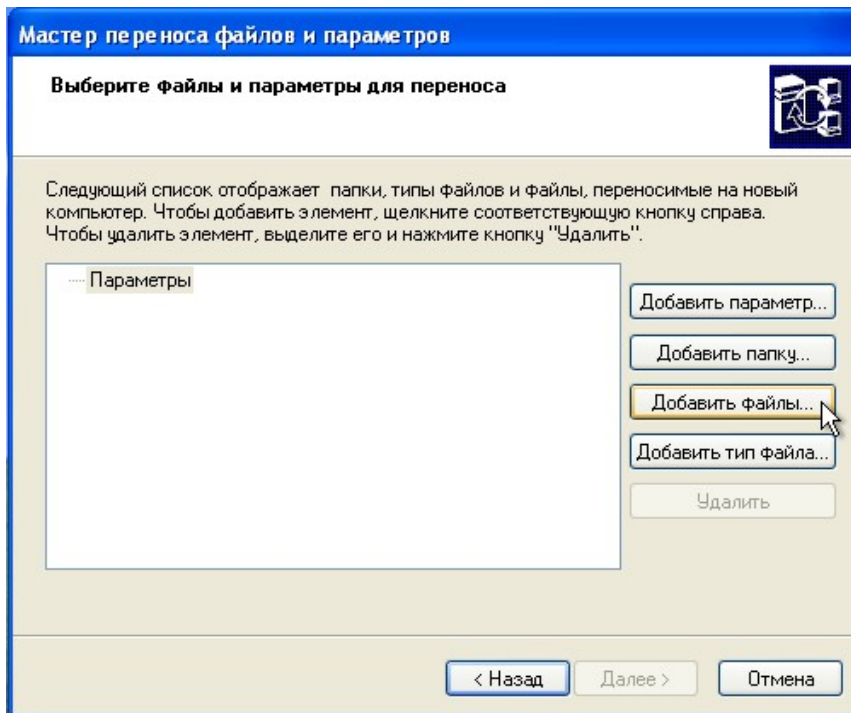 Мастер переноса файлов и параметров
Выберите файлы и параметры для переноса
Следующий список отображает папки, типы файлов и файлы, переносимые на новый
компьютер. Чтобы добавить элемент, щелкните соответствующую кнопку справа.
Чтобы удалить элемент, выделите его и нажмите кнопку "Удалить".
Параметры
Добавить параметр...
Добавить папку...
Добавить файлы...
Добавить тип файла...
Удалить
< Назад
Далее >
Отмена